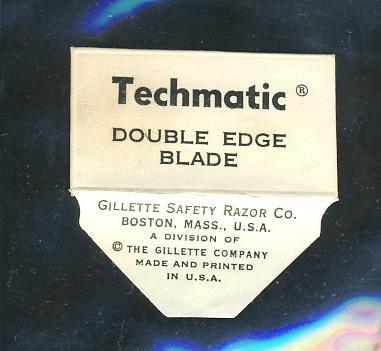 Techmatic ®
DOUBLE EDGE
BLADE
GILLETTE SAFETY RAZOR CO.
BOSTON, MASS., U.S.A.
A DIVISION OF
© THE GILLETTE COMPANY
MADE AND PRINTED
IN U.S.A.